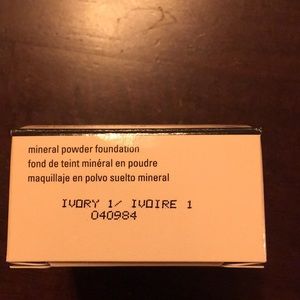 mineral powder foundation
fond de teint minéral en poudre
maquillaje en polvo suelto mineral
IVORY 1/ IVOIRE 1
040984